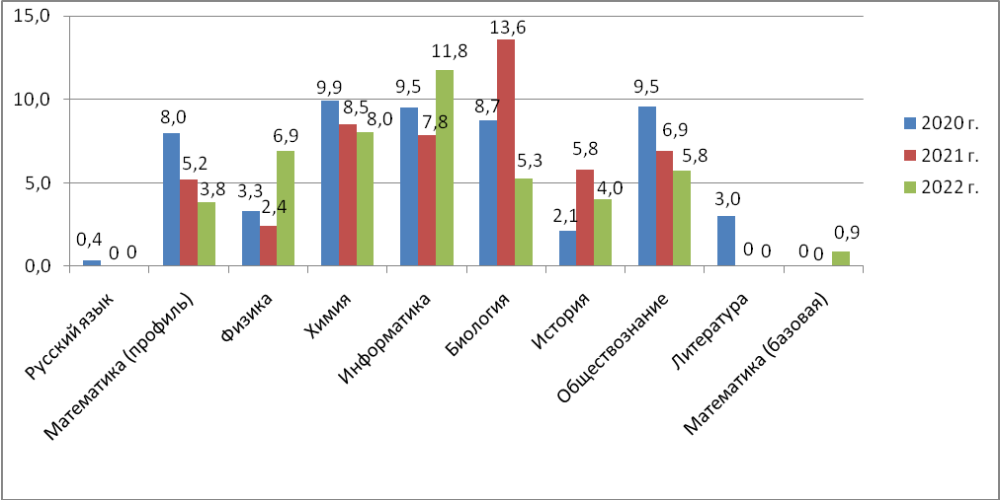 15,0
10,0
5,0
0,0
0,4
0
0
8,0
5,2
3,8
3,3
2,4
6,9
9,9
8,5
8,0
9,5
7,8
11,8
8,7
13,6
5,3
2,1
5,8
4,0
9,5
6,9
5,8
3,0
0
0
0
0
0,9
Русский язык
Математика (профиль)
Физика
Химия
Информатика
Биология
История
Обществознание
Литература
Математика (базовая)
2020 г.
2021 г.
2022 г.